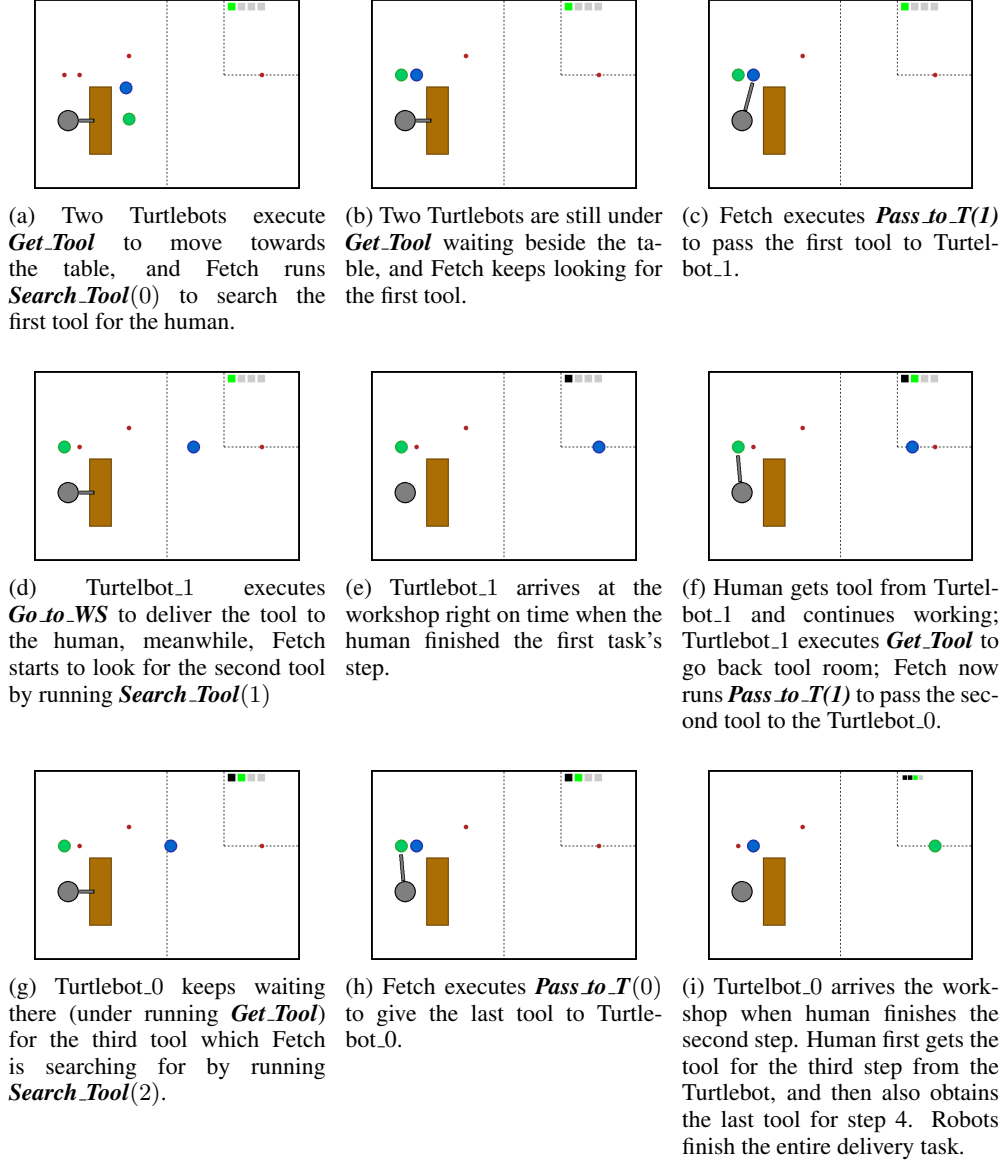 (a) Two Turtlebots execute
Get_Tool to move towards
the table, and Fetch runs
Search_Tool(0) to search the
first tool for the human.
(b) Two Turtlebots are still under
Get_Tool waiting beside the ta-
ble, and Fetch keeps looking for
the first tool.
(c) Fetch executes Pass_to_T(1)
to pass the first tool to Turtel-
bot_1.
(d) Turtelbot_1 executes
Go_to_WS to deliver the tool to
the human, meanwhile, Fetch
starts to look for the second tool
by running Search_Tool(1)
(e) Turtlebot_1 arrives at the
workshop right on time when the
human finished the first task's
step.
(f) Human gets tool from Turtel-
bot_1 and continues working;
Turtlebot_1 executes Get_Tool to
go back tool room; Fetch now
runs Pass_to_T(1) to pass the sec-
ond tool to the Turtlebot_0.
(g) Turtlebot_0 keeps waiting
there (under running Get_Tool)
for the third tool which Fetch
is searching for by running
Search_Tool(2).
(h) Fetch executes Pass_to_T(0)
to give the last tool to Turtle-
bot_0.
(i) Turtelbot_0 arrives the work-
shop when human finishes the
second step. Human first gets the
tool for the third step from the
Turtlebot, and then also obtains
the last tool for step 4. Robots
finish the entire delivery task.